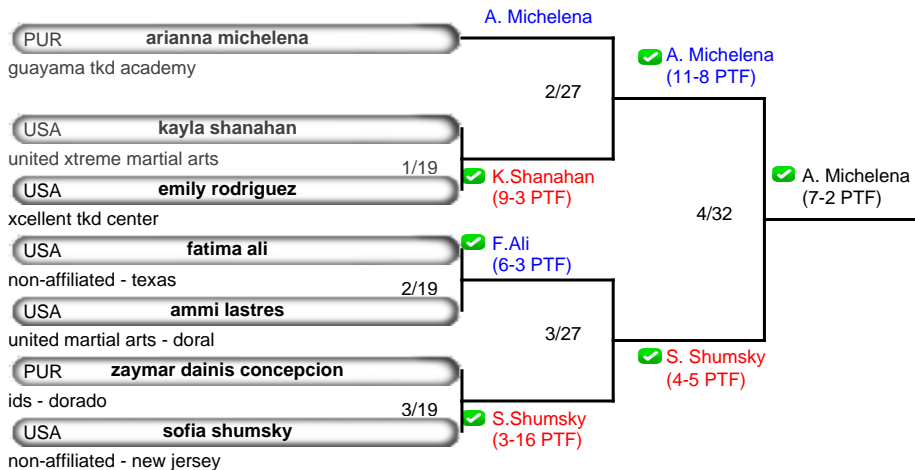 A. Michelena
PUR arianna michelena
guayama tkd academy
A. Michelena
(11-8 PTF)
2/27
USA kayla shanahan
united xtreme martial arts
1/19
K.Shanahan
(9-3 PTF)
USA emily rodriguez
xcellent tkd center
A. Michelena
(7-2 PTF)
4/32
USA fatima ali
non-affiliated - texas
F.Ali
(6-3 PTF)
2/19
USA ammi lastres
united martial arts - doral
3/27
S. Shumsky
(4-5 PTF)
PUR zaymar dainis concepcion
ids - dorado
3/19
S.Shumsky
(3-16 PTF)
USA sofia shumsky
non-affiliated - new jersey